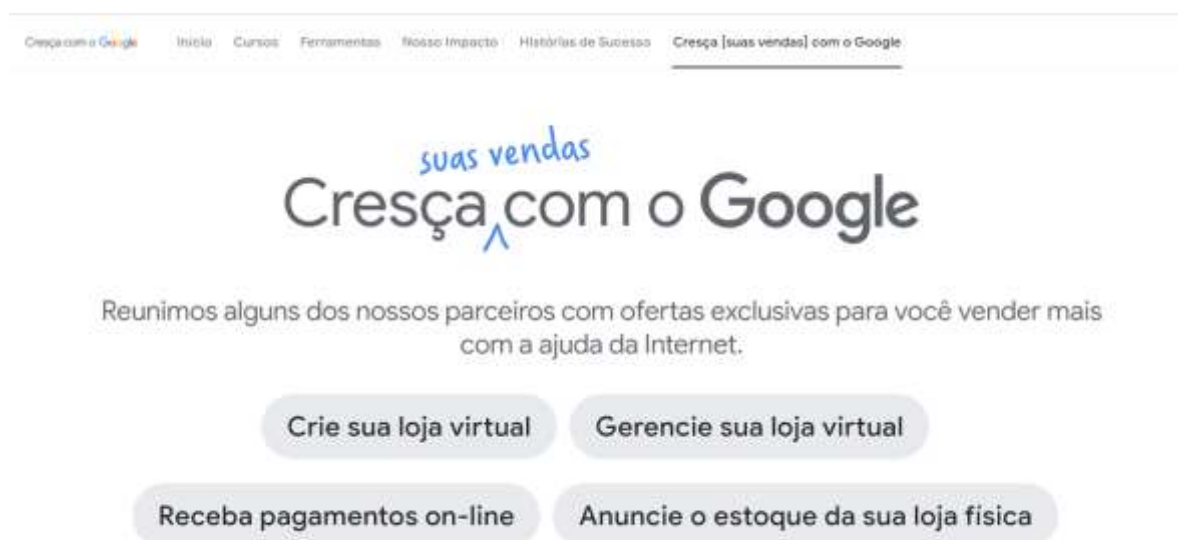 Cresça com o Google Início Cursos Ferramentas Nosso Impacto Histórias de Sucesso Cresça [suas vendas] com o Google
suas vendas
Cresça com o Google
Reunimos alguns dos nossos parceiros com ofertas exclusivas para você vender mais
com a ajuda da Internet.
Crie sua loja virtual Gerencie sua loja virtual
Receba pagamentos on-line Anuncie o estoque da sua loja física